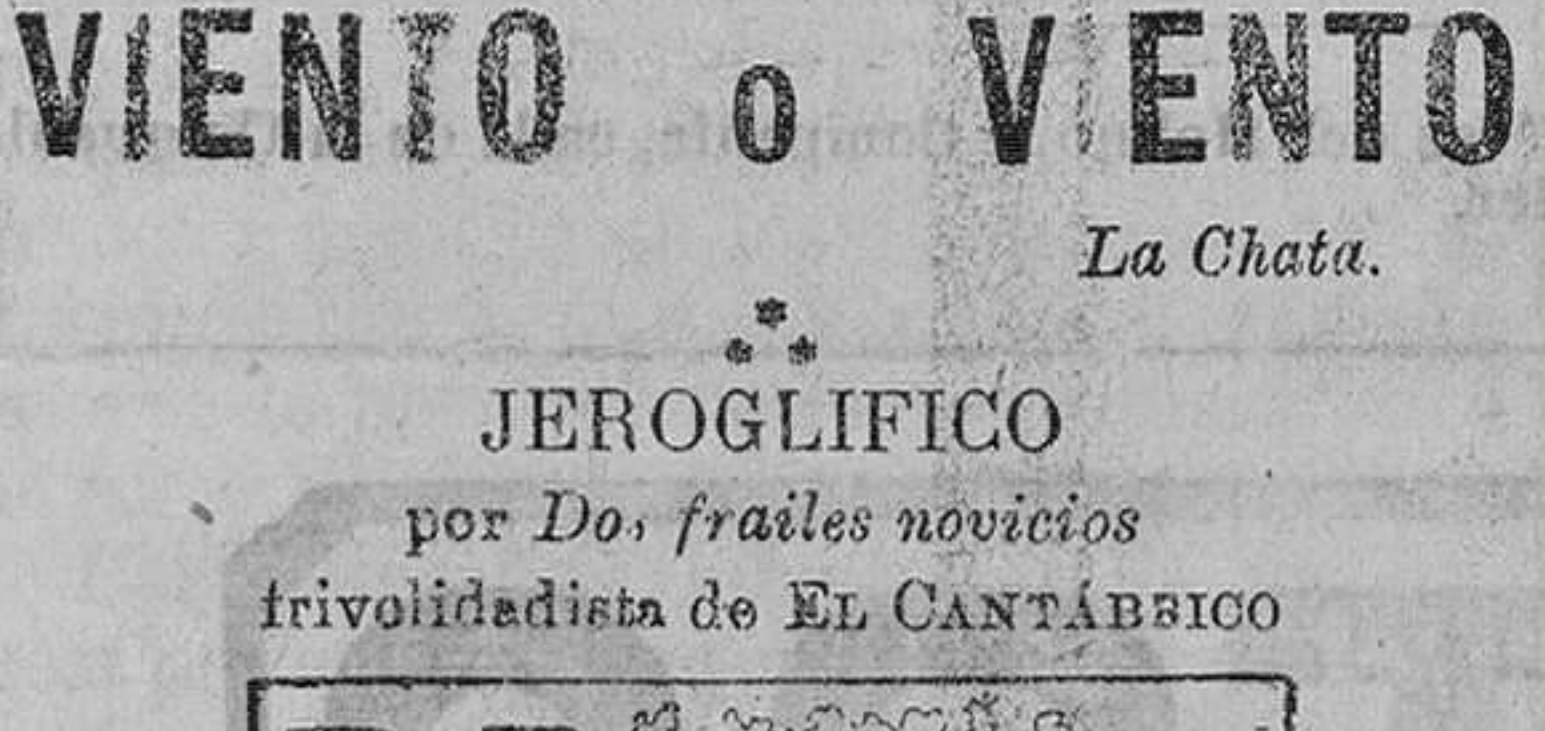 VIENTO o VIENTO
La Chata.
JEROGLIFICO
por Dos frailes novicios
frivolidadista de EL CANTÁBRICO